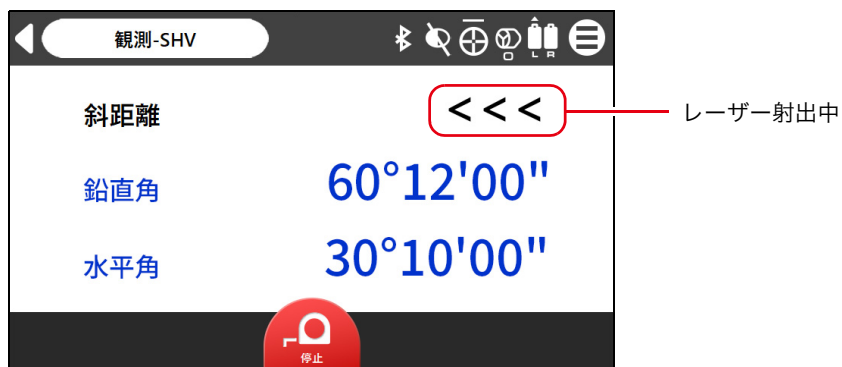 観測-SHV
O
L R
斜距離 <<<
レーザー射出中
鉛直角 60°12'00"
水平角 30°10'00"
停止